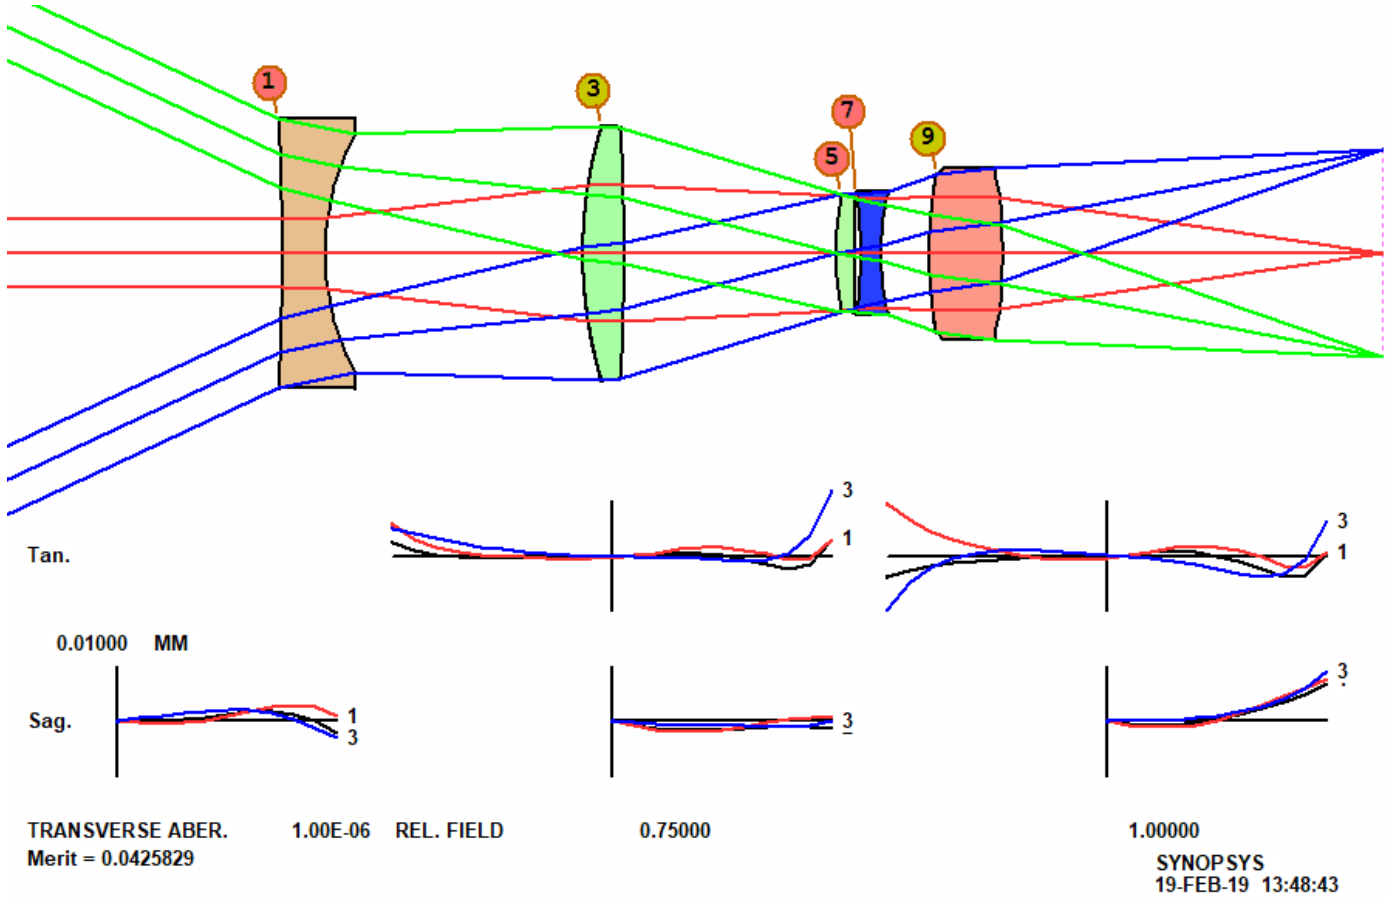 1
3
7
9
5
3
3
Tan.
1
1
0.01000 MM
3
Sag.
1
3
3
TRANSVERSE ABER. 1.00E-06 REL. FIELD 0.75000 1.00000
Merit = 0.0425829
SYNOPSYS
19-FEB-19 13:48:43